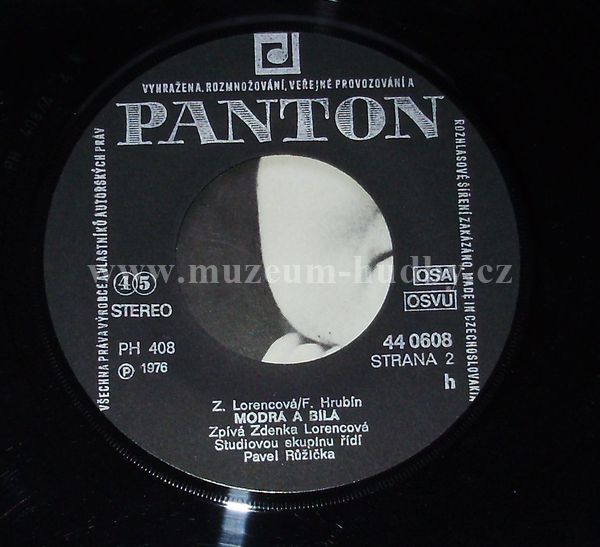 VYHRAŽENA. ROZMNOŽOVÁNÍ, VEŘEJNÉ PROVOZOVÁNÍ A
PANTON
VŠECHNA PRÁVA VÝROBCE A VLASTNÍKŮ AUTORSKÝCH PRÁV
ROZHLASOVÉ ŠÍŘENÍ ZAKÁZÁNO, MADE IN CZECHOSLOVAKIA
www.muzeum-hudby.cz
45
STEREO
OSA
OSVU
PH 408
Ⓟ 1976
44 0608
STRANA 2
h
Z. Lorencová/F. Hrubín
MODRÁ A BÍLÁ
Zpívá Zdenka Lorencová
Studiovou skupinu řídí
Pavel Růžička